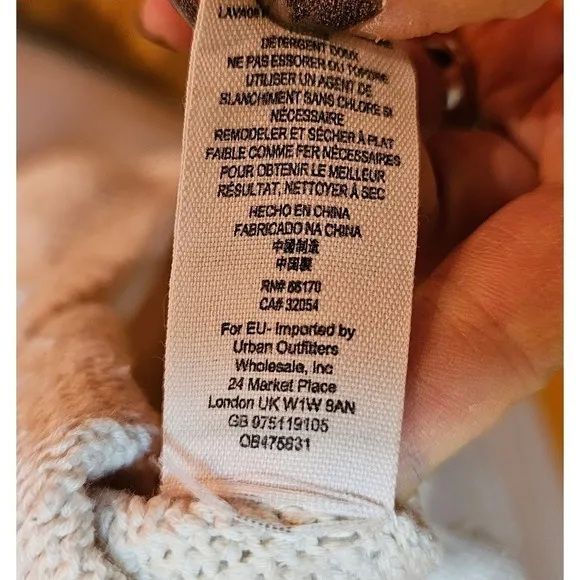 DÉTERGENT DOUX
NE PAS ESSORER OU TORDRE
UTILISER UN AGENT DE
BLANCHIMENT SANS CHLORE SI
NÉCESSAIRE
REMODELER ET SÉCHER À PLAT
FAIBLE COMME FER NÉCESSAIRES
POUR OBTENIR LE MEILLEUR
RÉSULTAT, NETTOYER À SEC
HECHO EN CHINA
FABRICADO NA CHINA
中國制造
中国製
RN# 66170
CA# 32054
For EU- Imported by
Urban Outfitters
Wholesale, Inc
24 Market Place
London UK W1W 8AN
GB 975119105
OB475631